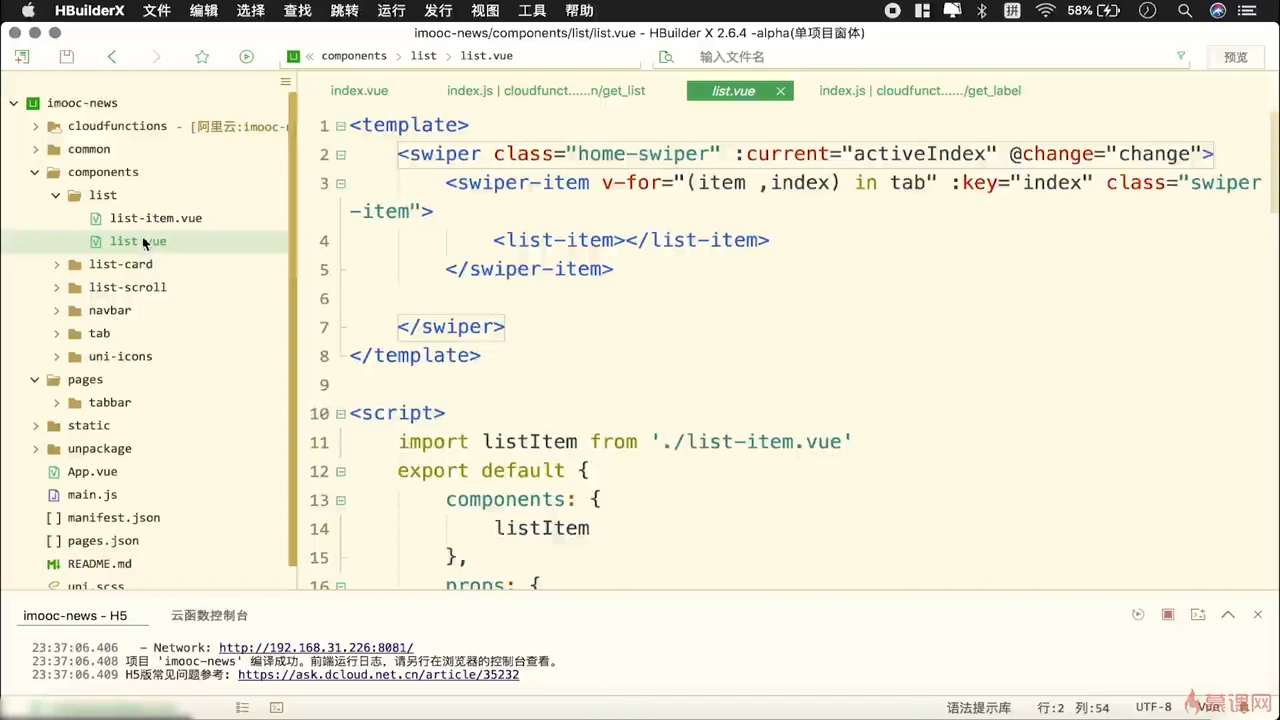 HBuilderX 文件 编辑 选择 查找 跳转 运行 发行 视图 工具 帮助 拼 58%
imooc-news/components/list/list.vue - HBuilder X 2.6.4 -alpha(单项目窗体)
components list list.vue 输入文件名 预览
index.vue index.js | cloudfunct......n/get_list list.vue index.js | cloudfunct....../get_label
imooc-news
cloudfunctions - [阿里云:imooc-n
common
components
list
list-item.vue
list.vue
list-card
list-scroll
navbar
tab
uni-icons
pages
tabbar
static
unpackage
App.vue
main.js
manifest.json
pages.json
README.md
uni.scss
1 <template>
2 <swiper class="home-swiper" :current="activeIndex" @change="change">
3 <swiper-item v-for="(item ,index) in tab" :key="index" class="swiper
-item">
4 <list-item></list-item>
5 </swiper-item>
6
7 </swiper>
8 </template>
9
10 <script>
11 import listItem from './list-item.vue'
12 export default {
13 components: {
14 listItem
15 },
16 props: {
imooc-news - H5 云函数控制台
23:37:06.406 - Network: http://192.168.31.226:8081/
23:37:06.408 项目 'imooc-news' 编译成功。前端运行日志，请另行在浏览器的控制台查看。
23:37:06.409 H5版常见问题参考: https://ask.dcloud.net.cn/article/35232
语法提示库 行:2 列:54 UTF-8 Vue
慕课网